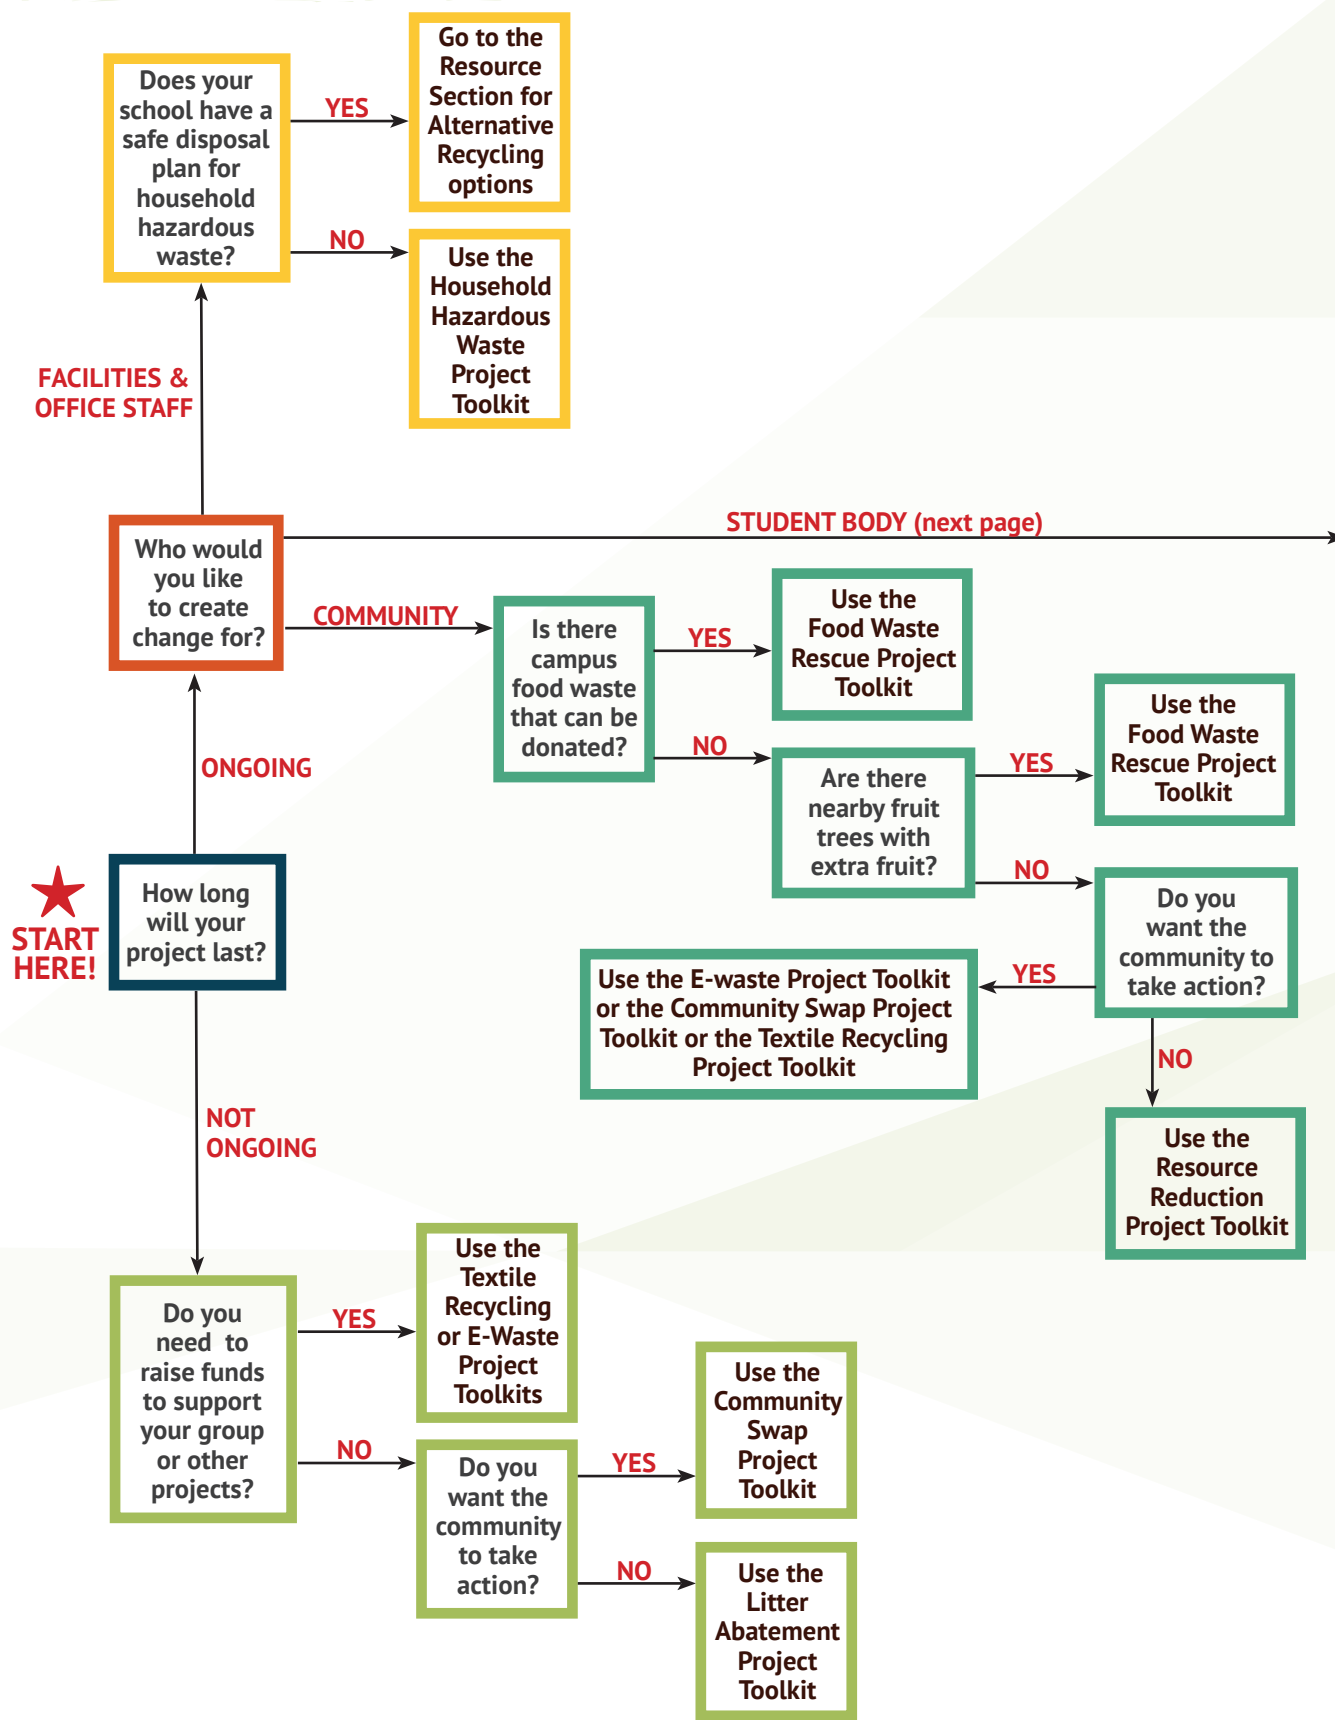 Go to the
Resource
Section for
Alternative
Recycling
options
Does your
school have a
safe disposal
plan for
household
hazardous
waste?
YES
NO
Use the
Household
Hazardous
Waste
Project
Toolkit
FACILITIES &
OFFICE STAFF
Who would
you like
to create
change for?
STUDENT BODY (next page)
COMMUNITY
Is there
campus
food waste
that can be
donated?
YES
Use the
Food Waste
Rescue Project
Toolkit
NO
Are there
nearby fruit
trees with
extra fruit?
YES
Use the
Food Waste
Rescue Project
Toolkit
NO
Do you
want the
community to
take action?
YES
Use the E-waste Project Toolkit
or the Community Swap Project
Toolkit or the Textile Recycling
Project Toolkit
NO
Use the
Resource
Reduction
Project Toolkit
ONGOING
START
HERE!
How long
will your
project last?
NOT
ONGOING
Do you
need to
raise funds
to support
your group
or other
projects?
YES
Use the
Textile
Recycling
or E-Waste
Project
Toolkits
NO
Do you
want the
community
to take
action?
YES
Use the
Community
Swap
Project
Toolkit
NO
Use the
Litter
Abatement
Project
Toolkit